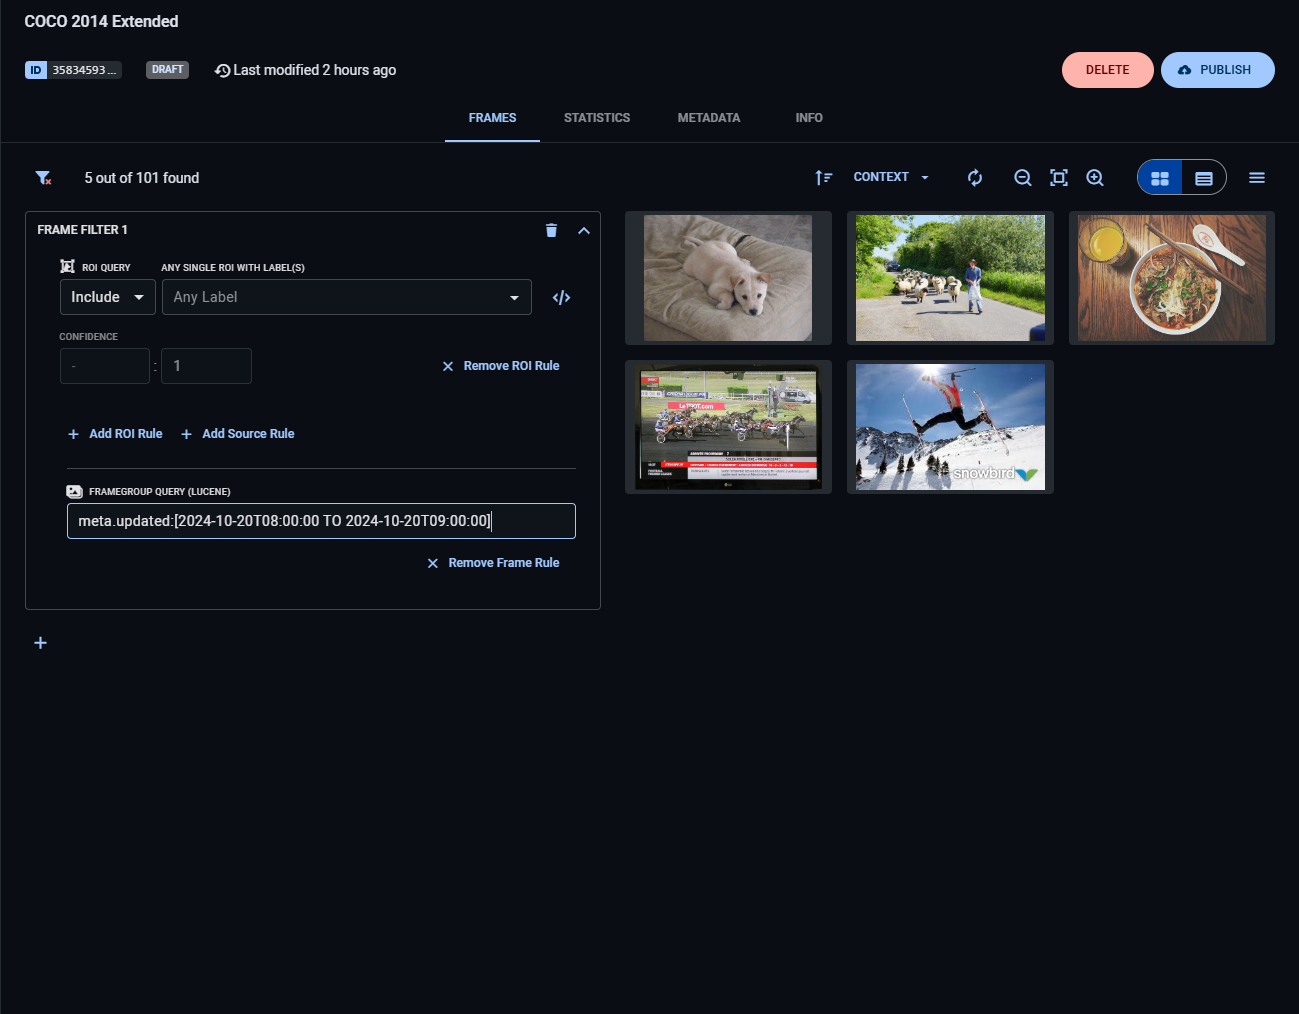 COCO 2014 Extended
ID 35834593 ... DRAFT Last modified 2 hours ago DELETE PUBLISH
FRAMES STATISTICS METADATA INFO
5 out of 101 found CONTEXT
FRAME FILTER 1
ROI QUERY ANY SINGLE ROI WITH LABEL(S)
Include Any Label
CONFIDENCE
- : 1 Remove ROI Rule
Add ROI Rule Add Source Rule
FRAMEGROUP QUERY (LUCENE)
meta.updated:[2024-10-20T08:00:00 TO 2024-10-20T09:00:00]
Remove Frame Rule
snowbird